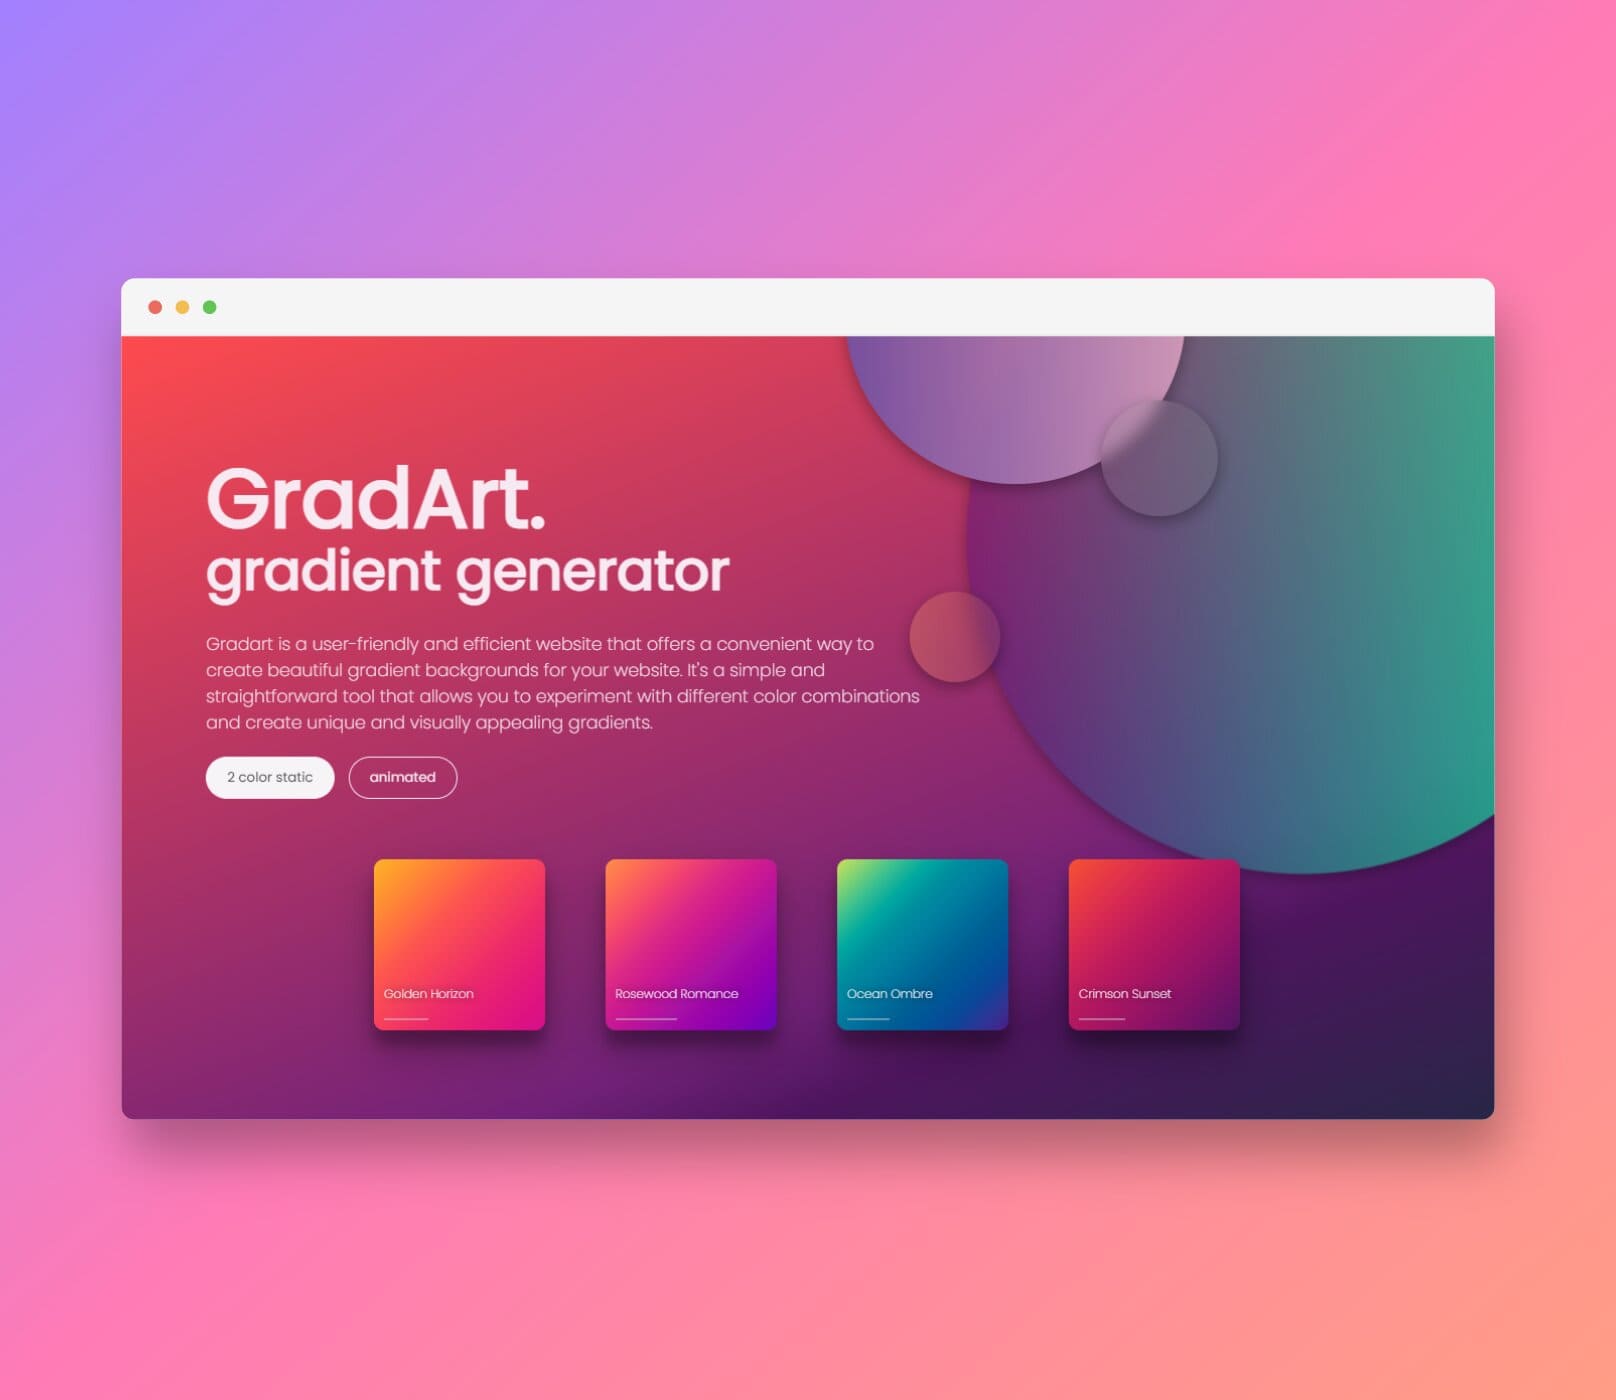 GradArt.
gradient generator
Gradart is a user-friendly and efficient website that offers a convenient way to
create beautiful gradient backgrounds for your website. It's a simple and
straightforward tool that allows you to experiment with different color combinations
and create unique and visually appealing gradients.
2 color static
animated
Golden Horizon
Rosewood Romance
Ocean Ombre
Crimson Sunset